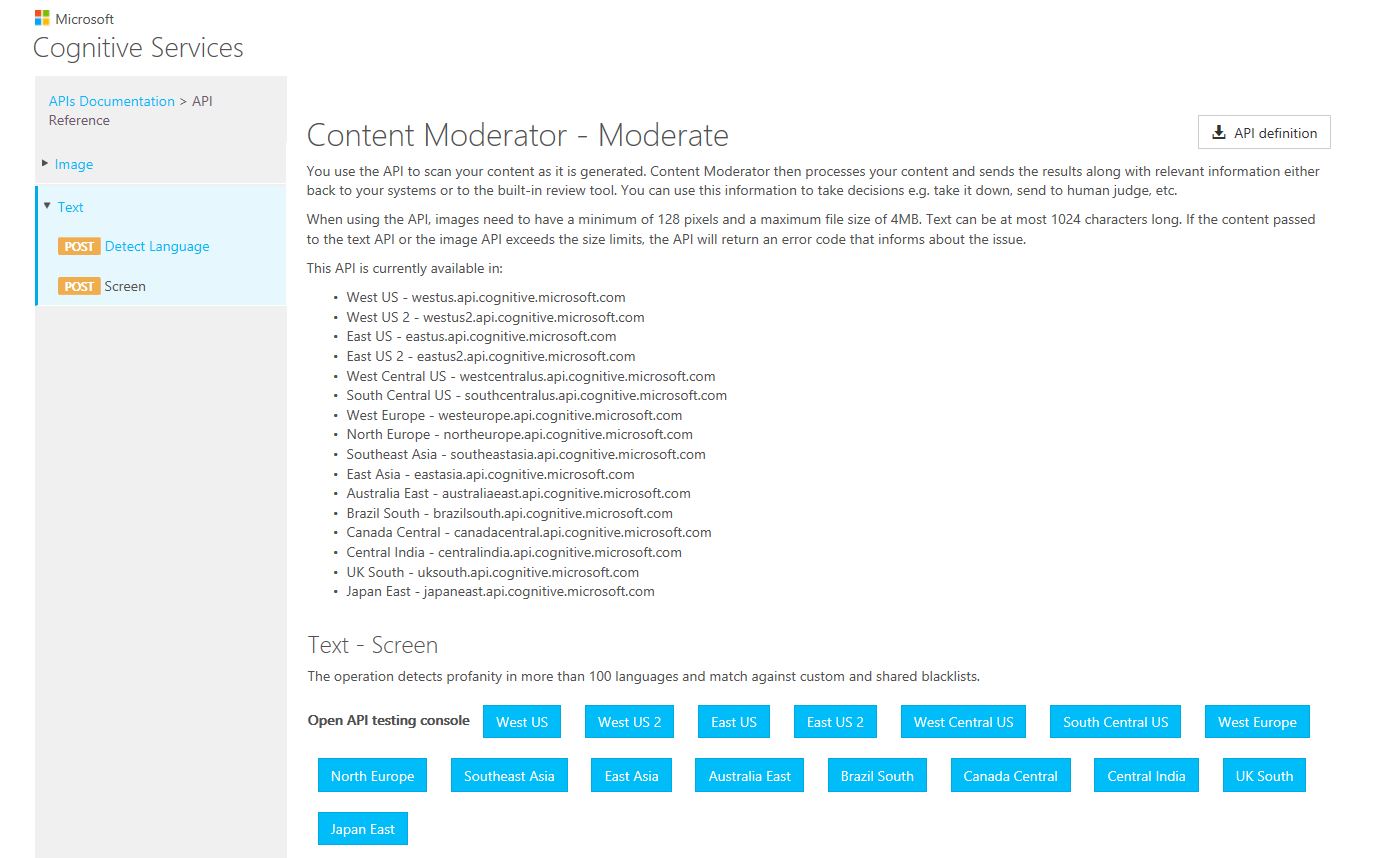 Microsoft
Cognitive Services
APIs Documentation > API
Reference
Image
Text
POST Detect Language
POST Screen
Content Moderator - Moderate
API definition
You use the API to scan your content as it is generated. Content Moderator then processes your content and sends the results along with relevant information either
back to your systems or to the built-in review tool. You can use this information to take decisions e.g. take it down, send to human judge, etc.
When using the API, images need to have a minimum of 128 pixels and a maximum file size of 4MB. Text can be at most 1024 characters long. If the content passed
to the text API or the image API exceeds the size limits, the API will return an error code that informs about the issue.
This API is currently available in:
• West US - westus.api.cognitive.microsoft.com
• West US 2 - westus2.api.cognitive.microsoft.com
• East US - eastus.api.cognitive.microsoft.com
• East US 2 - eastus2.api.cognitive.microsoft.com
• West Central US - westcentralus.api.cognitive.microsoft.com
• South Central US - southcentralus.api.cognitive.microsoft.com
• West Europe - westeurope.api.cognitive.microsoft.com
• North Europe - northeurope.api.cognitive.microsoft.com
• Southeast Asia - southeastasia.api.cognitive.microsoft.com
• East Asia - eastasia.api.cognitive.microsoft.com
• Australia East - australiaeast.api.cognitive.microsoft.com
• Brazil South - brazilsouth.api.cognitive.microsoft.com
• Canada Central - canadacentral.api.cognitive.microsoft.com
• Central India - centralindia.api.cognitive.microsoft.com
• UK South - uksouth.api.cognitive.microsoft.com
• Japan East - japaneast.api.cognitive.microsoft.com
Text - Screen
The operation detects profanity in more than 100 languages and match against custom and shared blacklists.
Open API testing console West US West US 2 East US East US 2 West Central US South Central US West Europe
North Europe Southeast Asia East Asia Australia East Brazil South Canada Central Central India UK South
Japan East